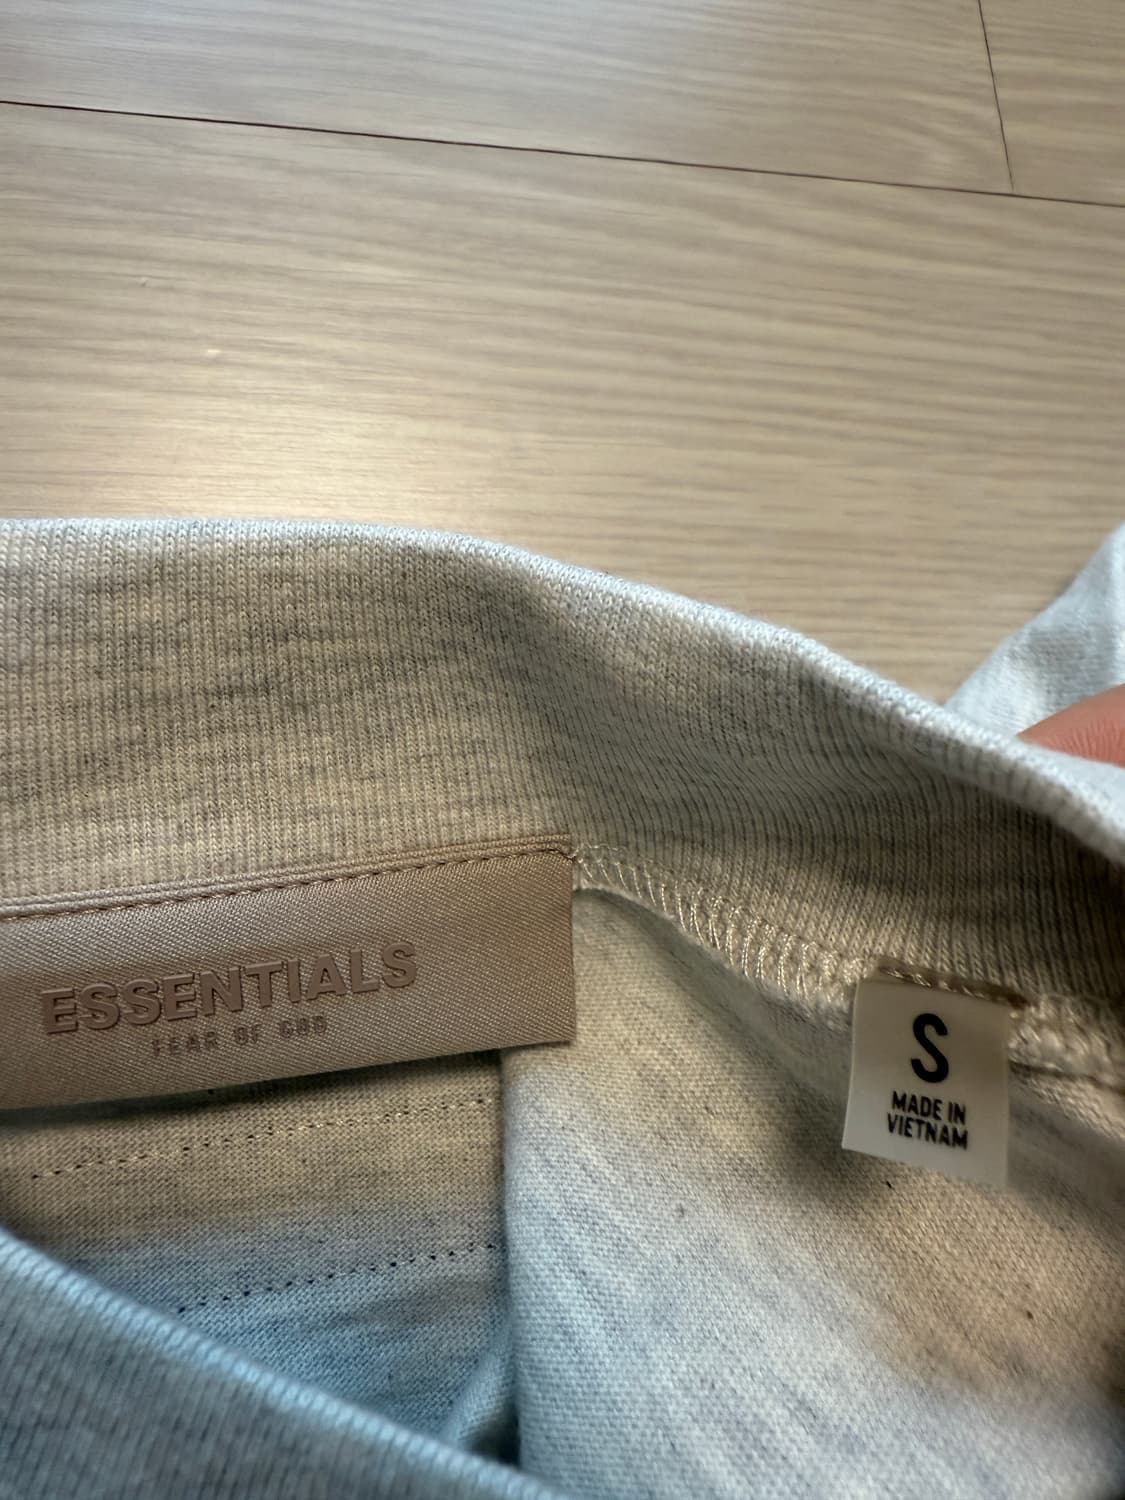 ESSENTIALS
FEAR OF GOD
S
MADE IN
VIETNAM